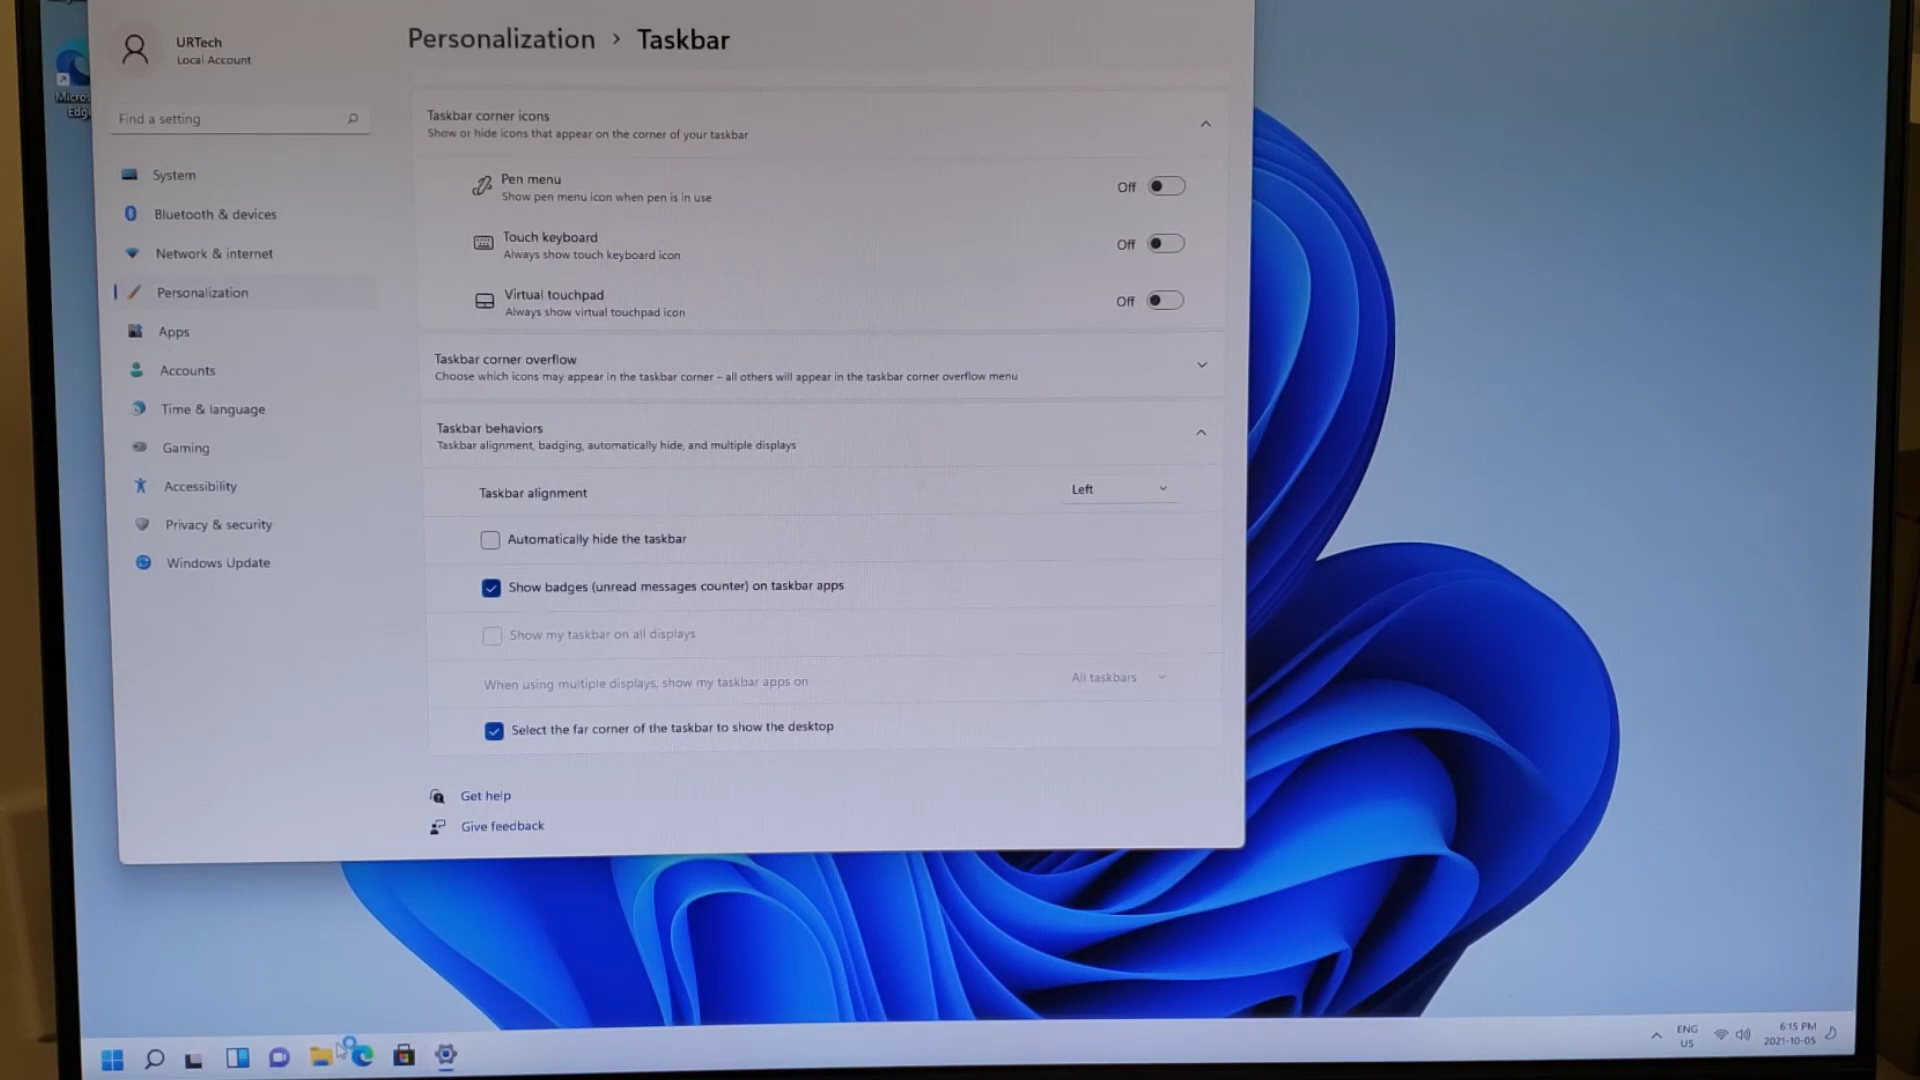 URTech
Local Account
Personalization > Taskbar
Micros
Edg
Find a setting
System
Bluetooth & devices
Network & internet
Personalization
Apps
Accounts
Time & language
Gaming
Accessibility
Privacy & security
Windows Update
Taskbar corner icons
Show or hide icons that appear on the corner of your taskbar
Pen menu
Show pen menu icon when pen is in use
Off
Touch keyboard
Always show touch keyboard icon
Off
Virtual touchpad
Always show virtual touchpad icon
Off
Taskbar corner overflow
Choose which icons may appear in the taskbar corner – all others will appear in the taskbar corner overflow menu
Taskbar behaviors
Taskbar alignment, badging, automatically hide, and multiple displays
Taskbar alignment
Left
Automatically hide the taskbar
Show badges (unread messages counter) on taskbar apps
Show my taskbar on all displays
When using multiple displays, show my taskbar apps on
All taskbars
Select the far corner of the taskbar to show the desktop
Get help
Give feedback
ENG
US
6:15 PM
2021-10-05